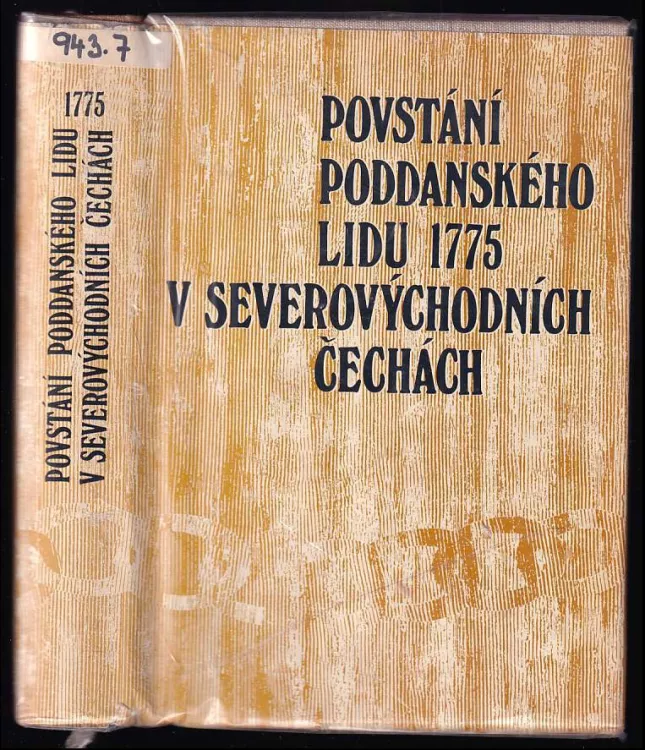 943.7
1775
POVSTÁNÍ PODDANSKÉHO LIDU
V SEVEROVÝCHODNÍCH ČECHÁCH
POVSTÁNÍ
PODDANSKÉHO
LIDU 1775
V SEVEROVÝCHODNÍCH
ČECHÁCH